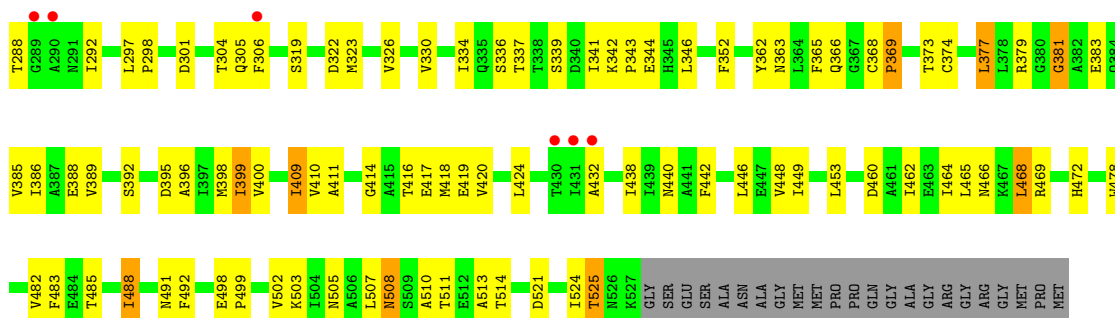 T288 G289 A290 N291 I292 L297 P298 D301 T304 Q305 F306 S319 D322 M323 V326 V330 I334 Q335 S336 T337 T338 S339 D340 I341 K342 P343 E344 H345 L346 F352 Y362 N363 L364 F365 Q366 G367 C368 P369 T373 C374 L377 L378 R379 G380 G381 A382 E383
V385 I386 A387 E388 V389 S392 D395 A396 I397 M398 I399 V400 I409 V410 A411 G414 A415 T416 E417 M418 E419 V420 L424 T430 I431 A432 I438 I439 N440 A441 F442 L446 E447 V448 I449 L453 D460 A461 I462 E463 I464 L465 N466 K467 L468 R469 H472
V482 F483 E484 T485 I488 N491 F492 E498 P499 V502 K503 I504 N505 A506 L507 N508 S509 A510 T511 E512 A513 T514 D521 I524 T525 N526 K527 GLY SER GLU SER ALA ASN ALA GLY MET MET PRO PRO GLN GLY ALA GLY ARG GLY ARG GLY MET PRO MET